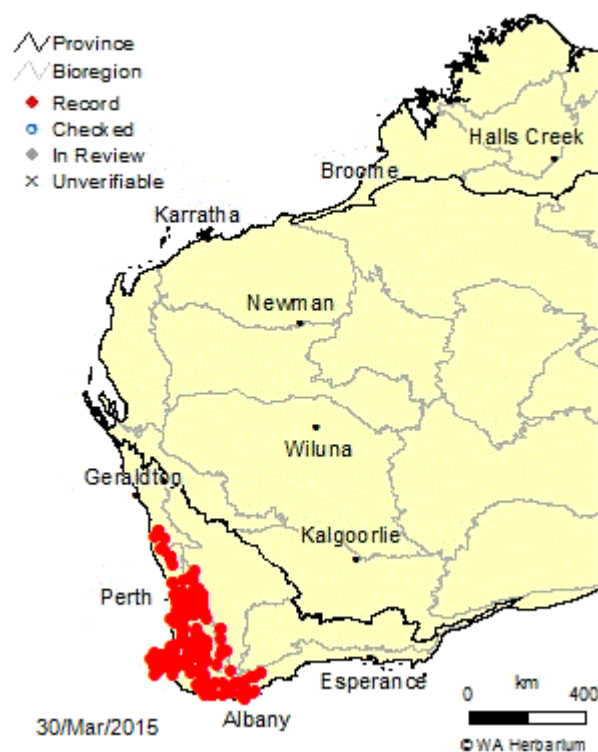 Province
Bioregion
Record
Checked
In Review
Unverifiable
Halls Creek
Broome
Karratha
Newman
Wiluna
Geraldton
Kalgoorlie
Perth
Esperance
Albany
0 km 400
30/Mar/2015
© WA Herbarium